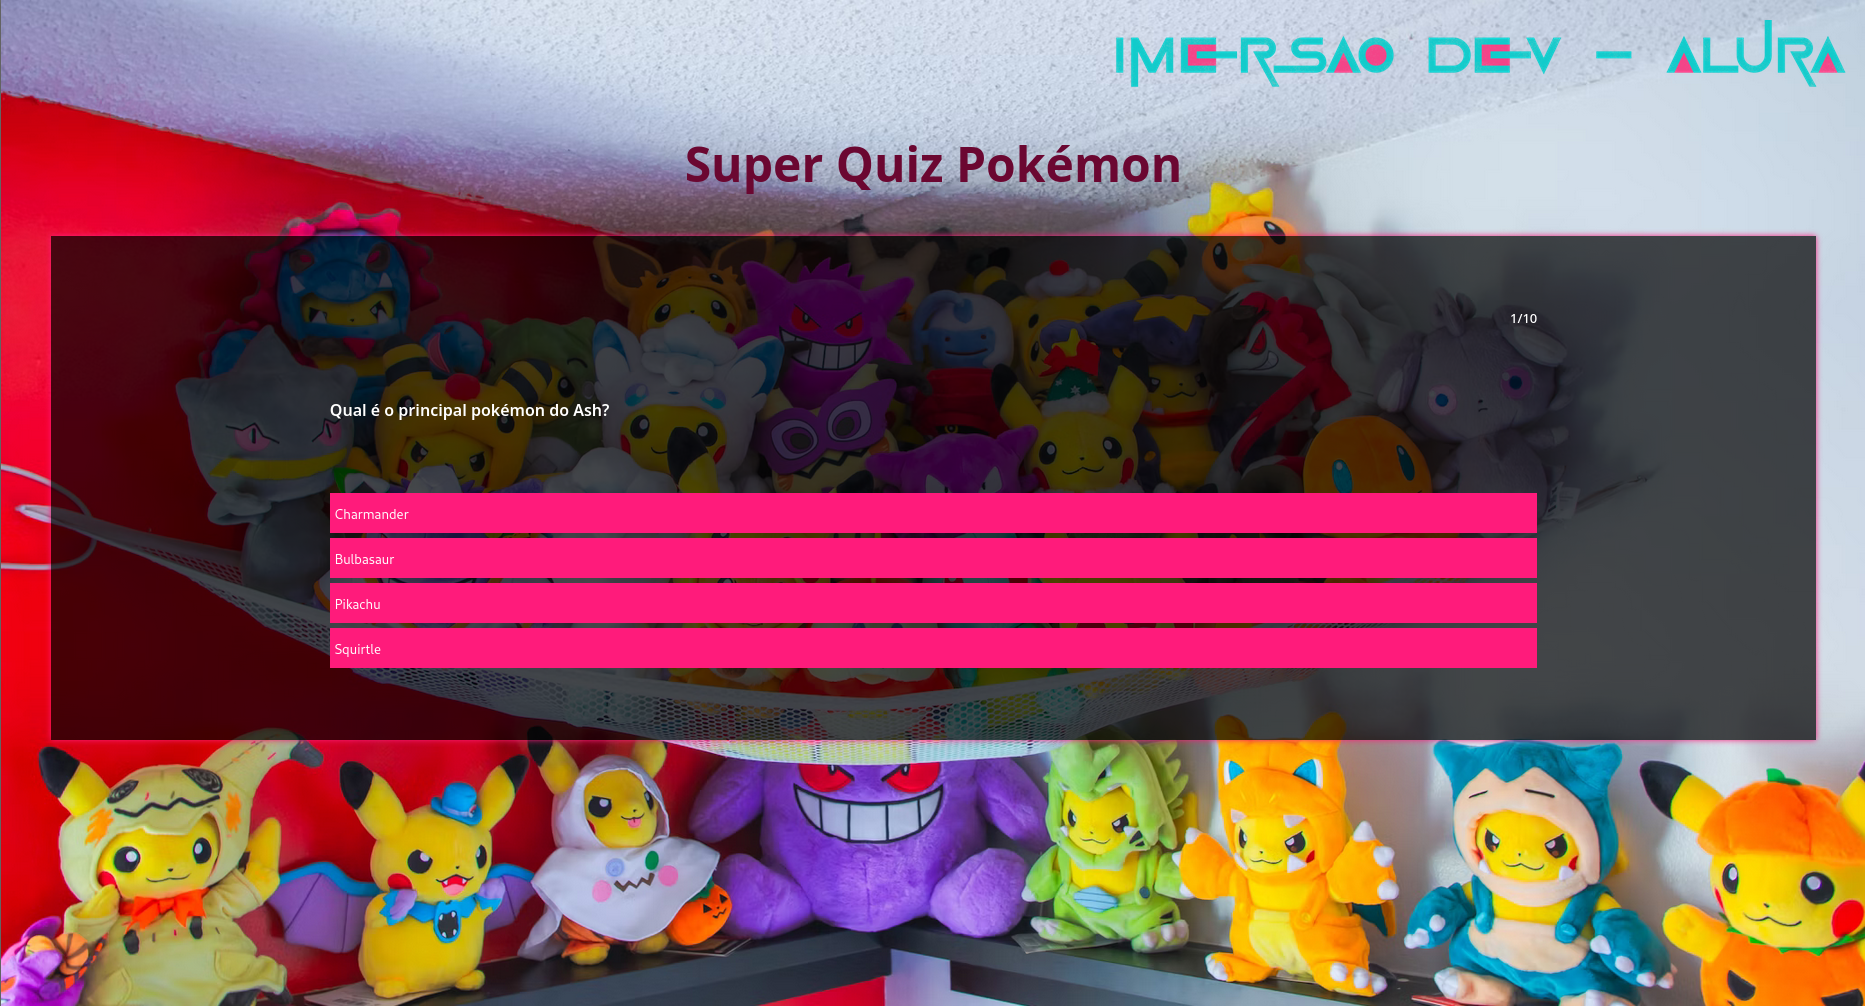 IMERSAO DEV - ALURA
Super Quiz Pokémon
1/10
Qual é o principal pokémon do Ash?
Charmander
Bulbasaur
Pikachu
Squirtle